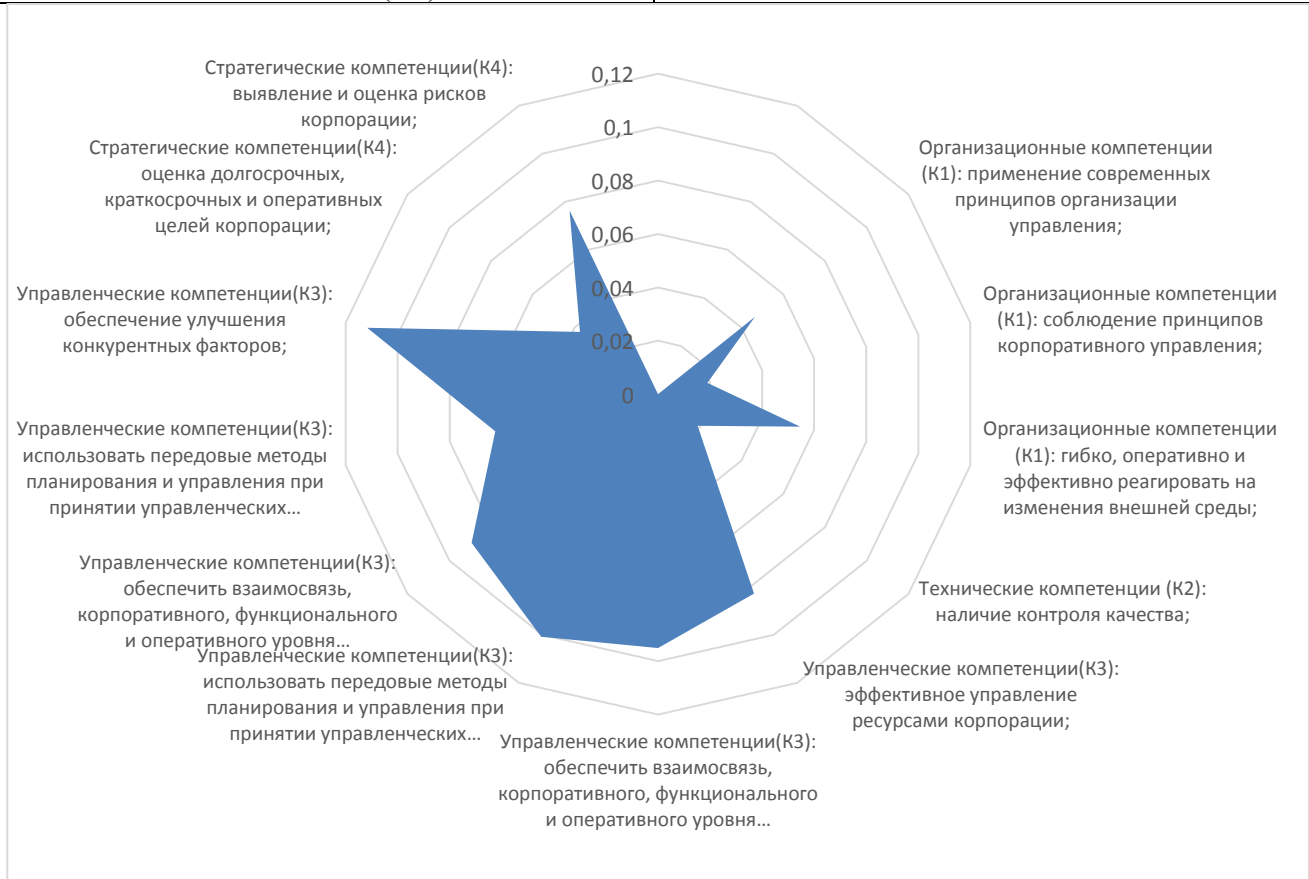 Стратегические компетенции(К4):
выявление и оценка рисков
корпорации;
Стратегические компетенции(К4):
оценка долгосрочных,
краткосрочных и оперативных
целей корпорации;
Управленческие компетенции(К3):
обеспечение улучшения
конкурентных факторов;
Управленческие компетенции(К3):
использовать передовые методы
планирования и управления при
принятии управленческих…
Управленческие компетенции(К3):
обеспечить взаимосвязь,
корпоративного, функционального
и оперативного уровня…
Управленческие компетенции(К3):
использовать передовые методы
планирования и управления при
принятии управленческих…
Управленческие компетенции(К3):
обеспечить взаимосвязь,
корпоративного, функционального
и оперативного уровня…
0,12
0,1
0,08
0,06
0,04
0,02
0
Организационные компетенции
(К1): применение современных
принципов организации
управления;
Организационные компетенции
(К1): соблюдение принципов
корпоративного управления;
Организационные компетенции
(К1): гибко, оперативно и
эффективно реагировать на
изменения внешней среды;
Технические компетенции (К2):
наличие контроля качества;
Управленческие компетенции(К3):
эффективное управление
ресурсами корпорации;